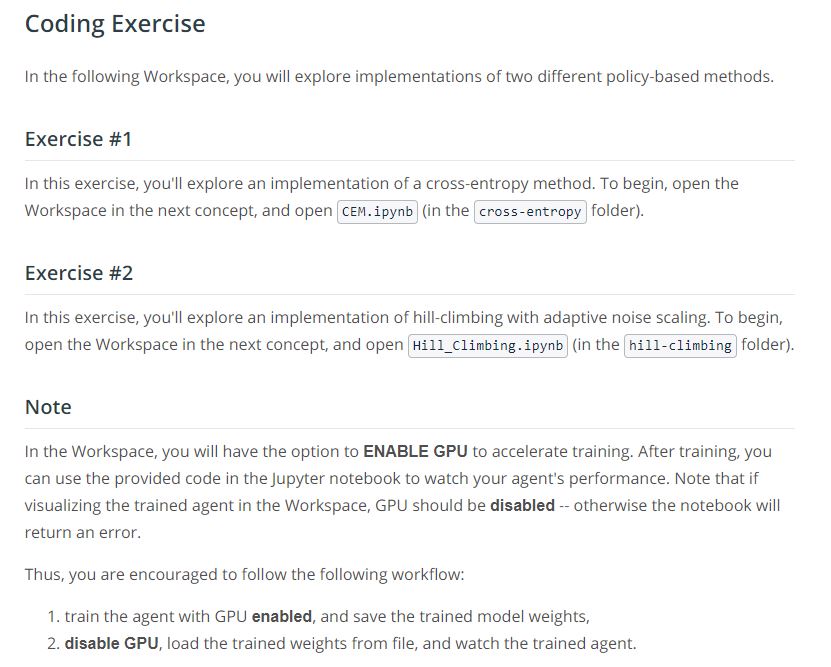 Coding Exercise
In the following Workspace, you will explore implementations of two different policy-based methods.
Exercise #1
In this exercise, you'll explore an implementation of a cross-entropy method. To begin, open the
Workspace in the next concept, and open CEM.ipynb (in the cross-entropy folder).
Exercise #2
In this exercise, you'll explore an implementation of hill-climbing with adaptive noise scaling. To begin,
open the Workspace in the next concept, and open Hill_Climbing.ipynb (in the hill-climbing folder).
Note
In the Workspace, you will have the option to ENABLE GPU to accelerate training. After training, you
can use the provided code in the Jupyter notebook to watch your agent's performance. Note that if
visualizing the trained agent in the Workspace, GPU should be disabled -- otherwise the notebook will
return an error.
Thus, you are encouraged to follow the following workflow:
1. train the agent with GPU enabled, and save the trained model weights,
2. disable GPU, load the trained weights from file, and watch the trained agent.